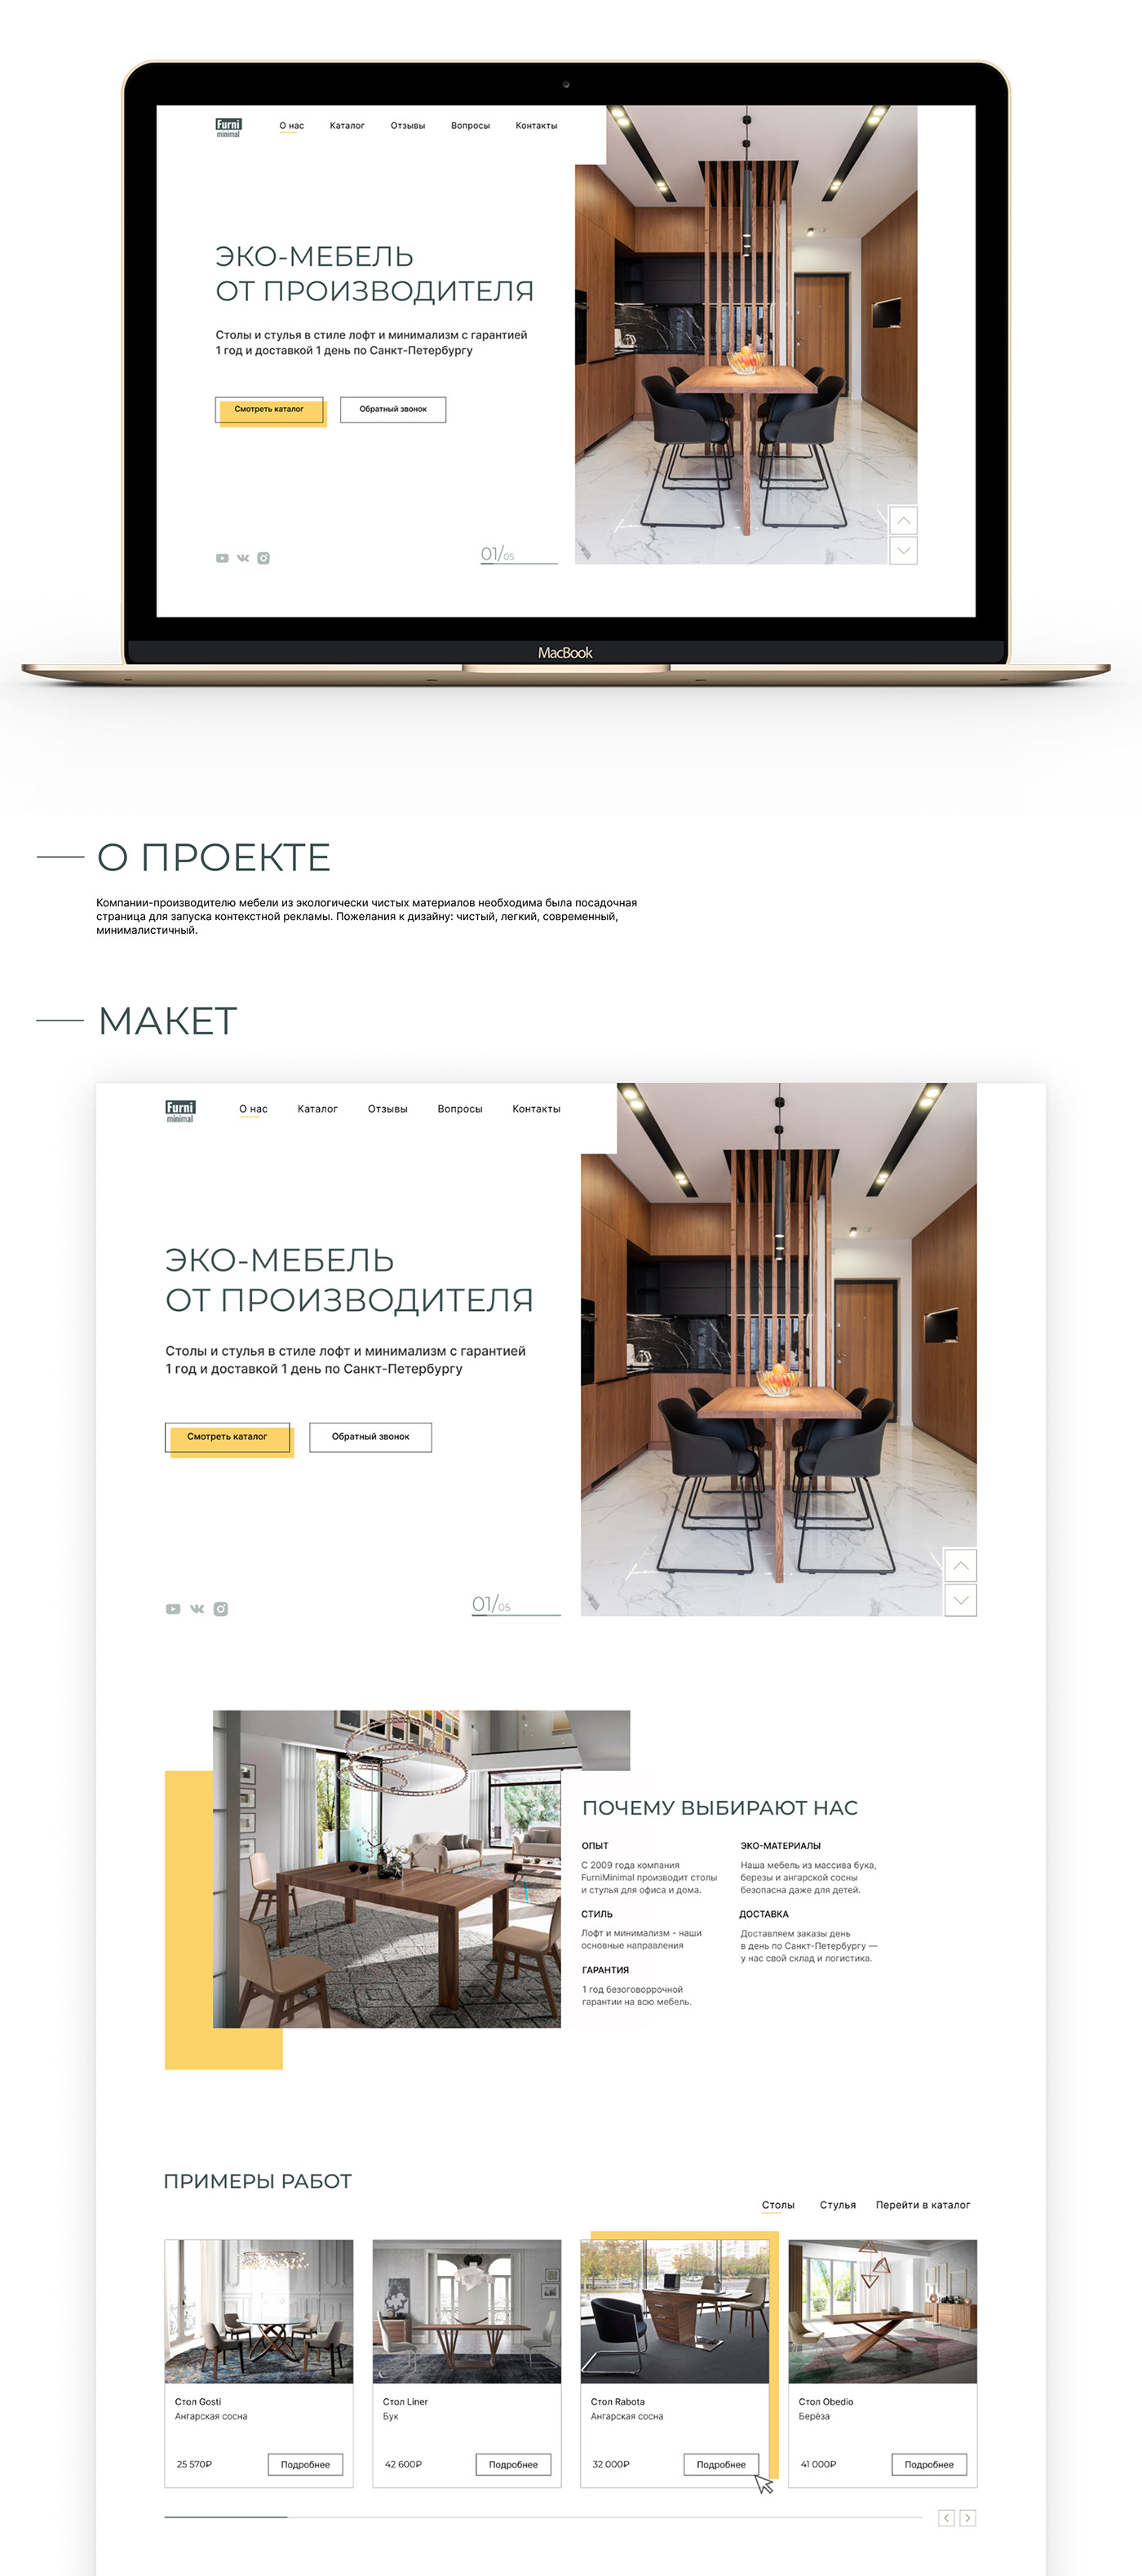 Furni
minimal
О нас
Каталог
Отзывы
Вопросы
Контакты
ЭКО-МЕБЕЛЬ
ОТ ПРОИЗВОДИТЕЛЯ
Столы и стулья в стиле лофт и минимализм с гарантией
1 год и доставкой 1 день по Санкт-Петербургу
Смотреть каталог
Обратный звонок
01/05
MacBook
О ПРОЕКТЕ
Компании-производителю мебели из экологически чистых материалов необходима была посадочная
страница для запуска контекстной рекламы. Пожелания к дизайну: чистый, легкий, современный,
минималистичный.
МАКЕТ
Furni
minimal
О нас
Каталог
Отзывы
Вопросы
Контакты
ЭКО-МЕБЕЛЬ
ОТ ПРОИЗВОДИТЕЛЯ
Столы и стулья в стиле лофт и минимализм с гарантией
1 год и доставкой 1 день по Санкт-Петербургу
Смотреть каталог
Обратный звонок
01/05
ПОЧЕМУ ВЫБИРАЮТ НАС
ОПЫТ
С 2009 года компания
FurniMinimal производит столы
и стулья для офиса и дома.
СТИЛЬ
Лофт и минимализм - наши
основные направления
ГАРАНТИЯ
1 год безоговоррочной
гарантии на всю мебель.
ЭКО-МАТЕРИАЛЫ
Наша мебель из массива бука,
березы и ангарской сосны
безопасна даже для детей.
ДОСТАВКА
Доставляем заказы день
в день по Санкт-Петербургу —
у нас свой склад и логистика.
ПРИМЕРЫ РАБОТ
Столы
Стулья
Перейти в каталог
Стол Gosti
Ангарская сосна
25 570₽
Подробнее
Стол Liner
Бук
42 600₽
Подробнее
Стол Rabota
Ангарская сосна
32 000₽
Подробнее
Стол Obedio
Берёза
41 000₽
Подробнее